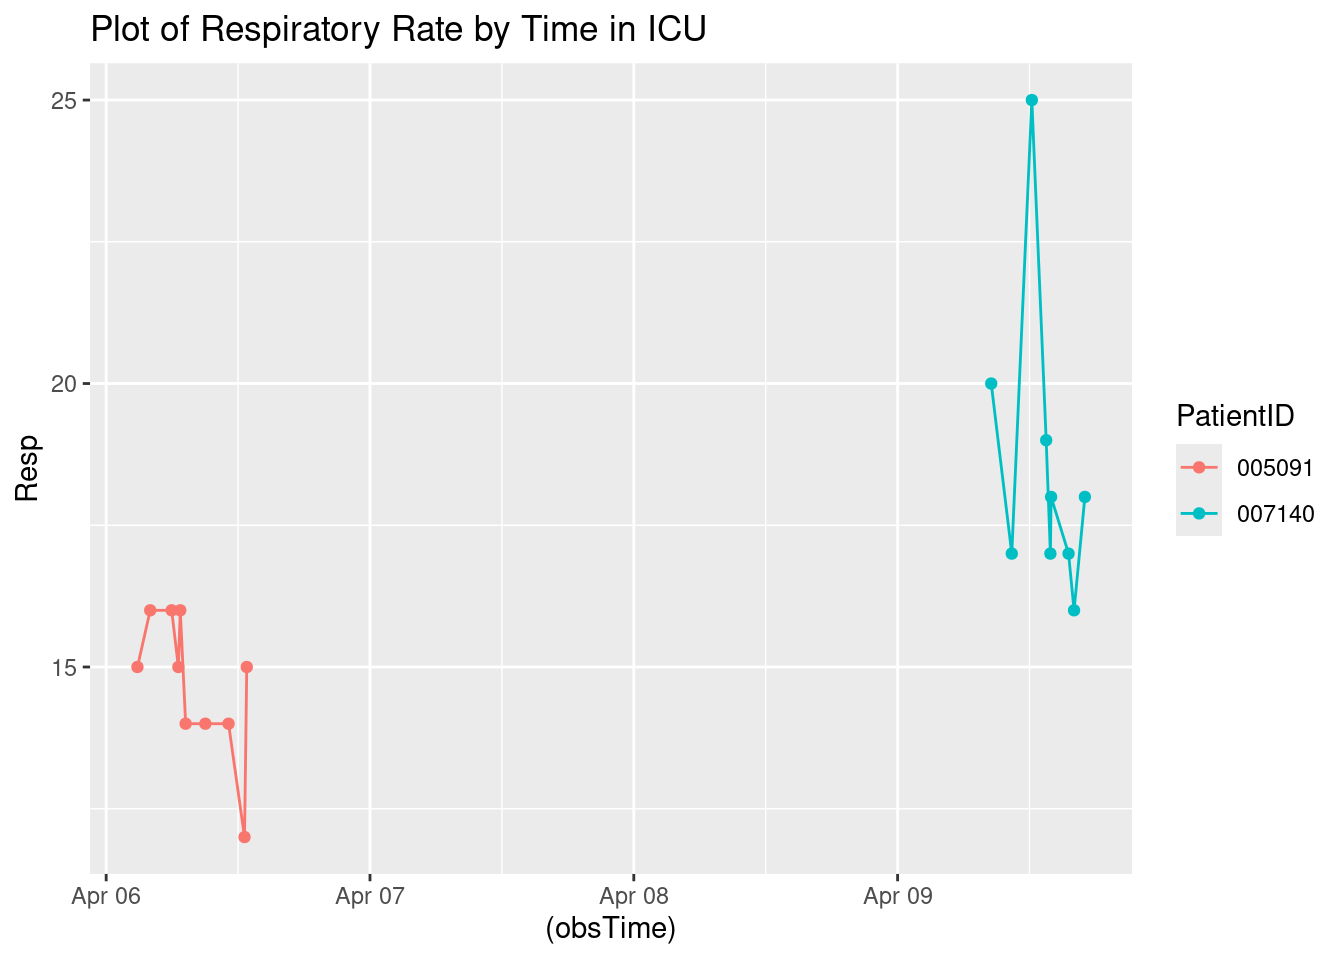 Plot of Respiratory Rate by Time in ICU
25
20
15
Resp
Apr 06
Apr 07
Apr 08
Apr 09
(obsTime)
PatientID
005091
007140